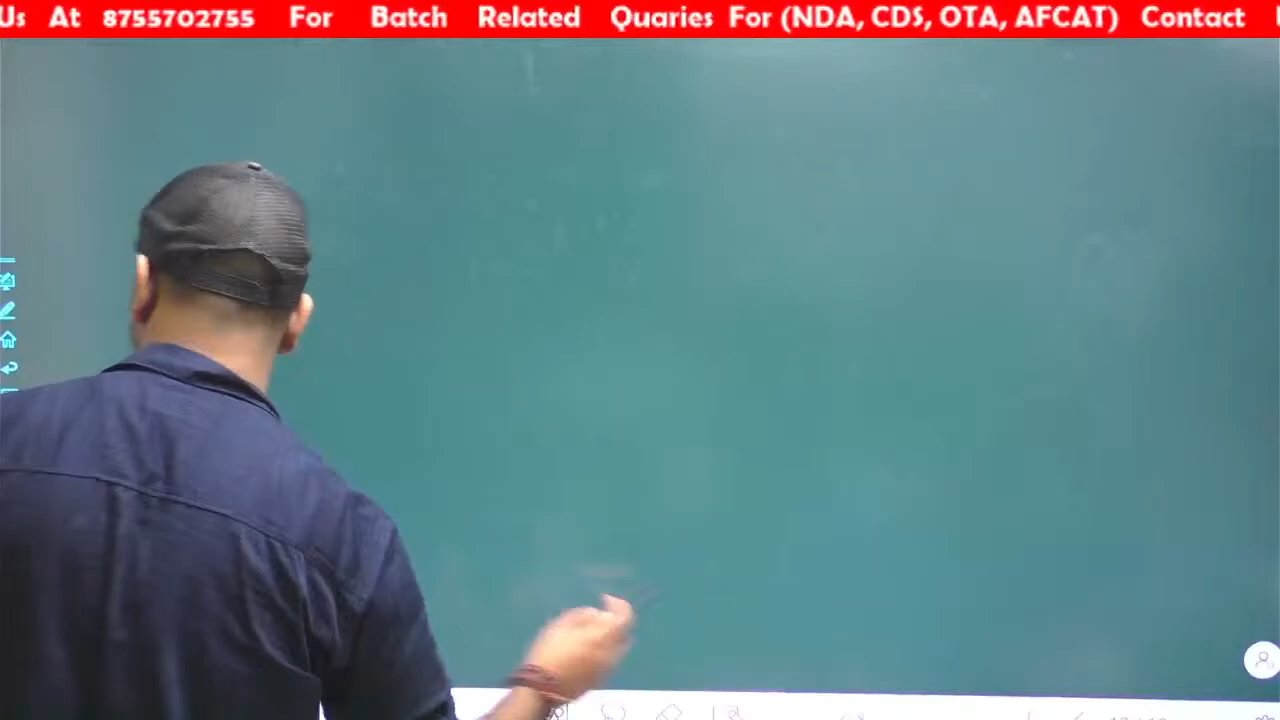 Us At 8755702755 For Batch Related Quaries For (NDA, CDS, OTA, AFCAT) Contact